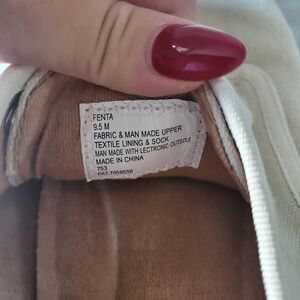 FENTA
9.5 M
FABRIC & MAN MADE UPPER
TEXTILE LINING & SOCK
MAN MADE WITH LECTRONIC OUTSOLE
MADE IN CHINA
753
PAT.7056558